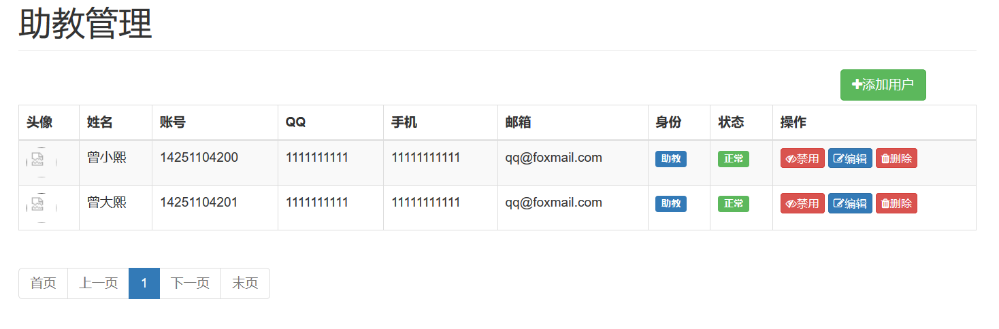 助教管理
添加用户
头像 姓名 账号 QQ 手机 邮箱 身份 状态 操作
曾小熙 14251104200 1111111111 11111111111 qq@foxmail.com 助教 正常 禁用 编辑 删除
曾大熙 14251104201 1111111111 11111111111 qq@foxmail.com 助教 正常 禁用 编辑 删除
首页 上一页 1 下一页 末页